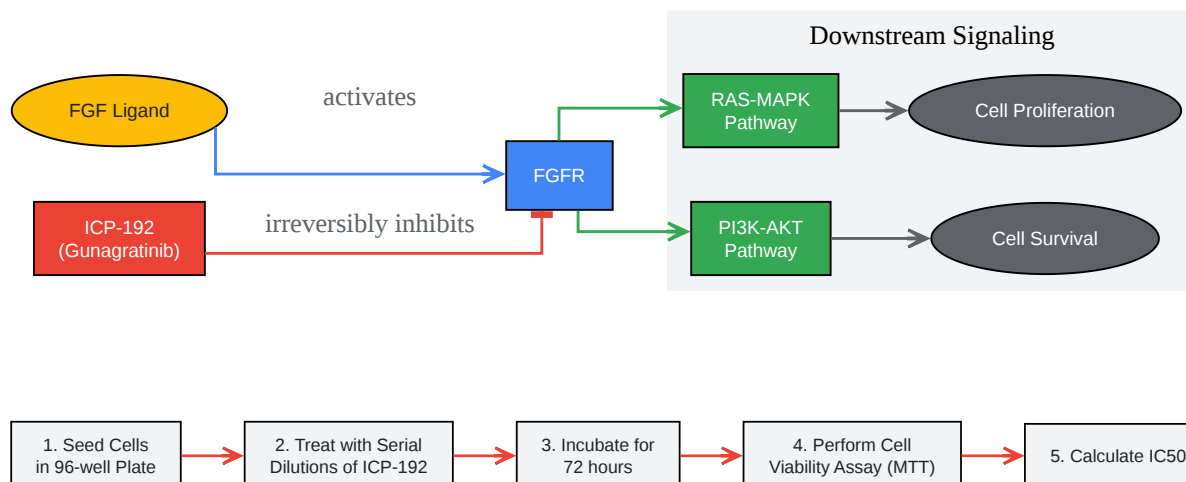 Downstream Signaling
FGF Ligand
activates
RAS-MAPK
Pathway
Cell Proliferation
FGFR
ICP-192
(Gunagratinib)
irreversibly inhibits
PI3K-AKT
Pathway
Cell Survival
1. Seed Cells
in 96-well Plate
2. Treat with Serial
Dilutions of ICP-192
3. Incubate for
72 hours
4. Perform Cell
Viability Assay (MTT)
5. Calculate IC50